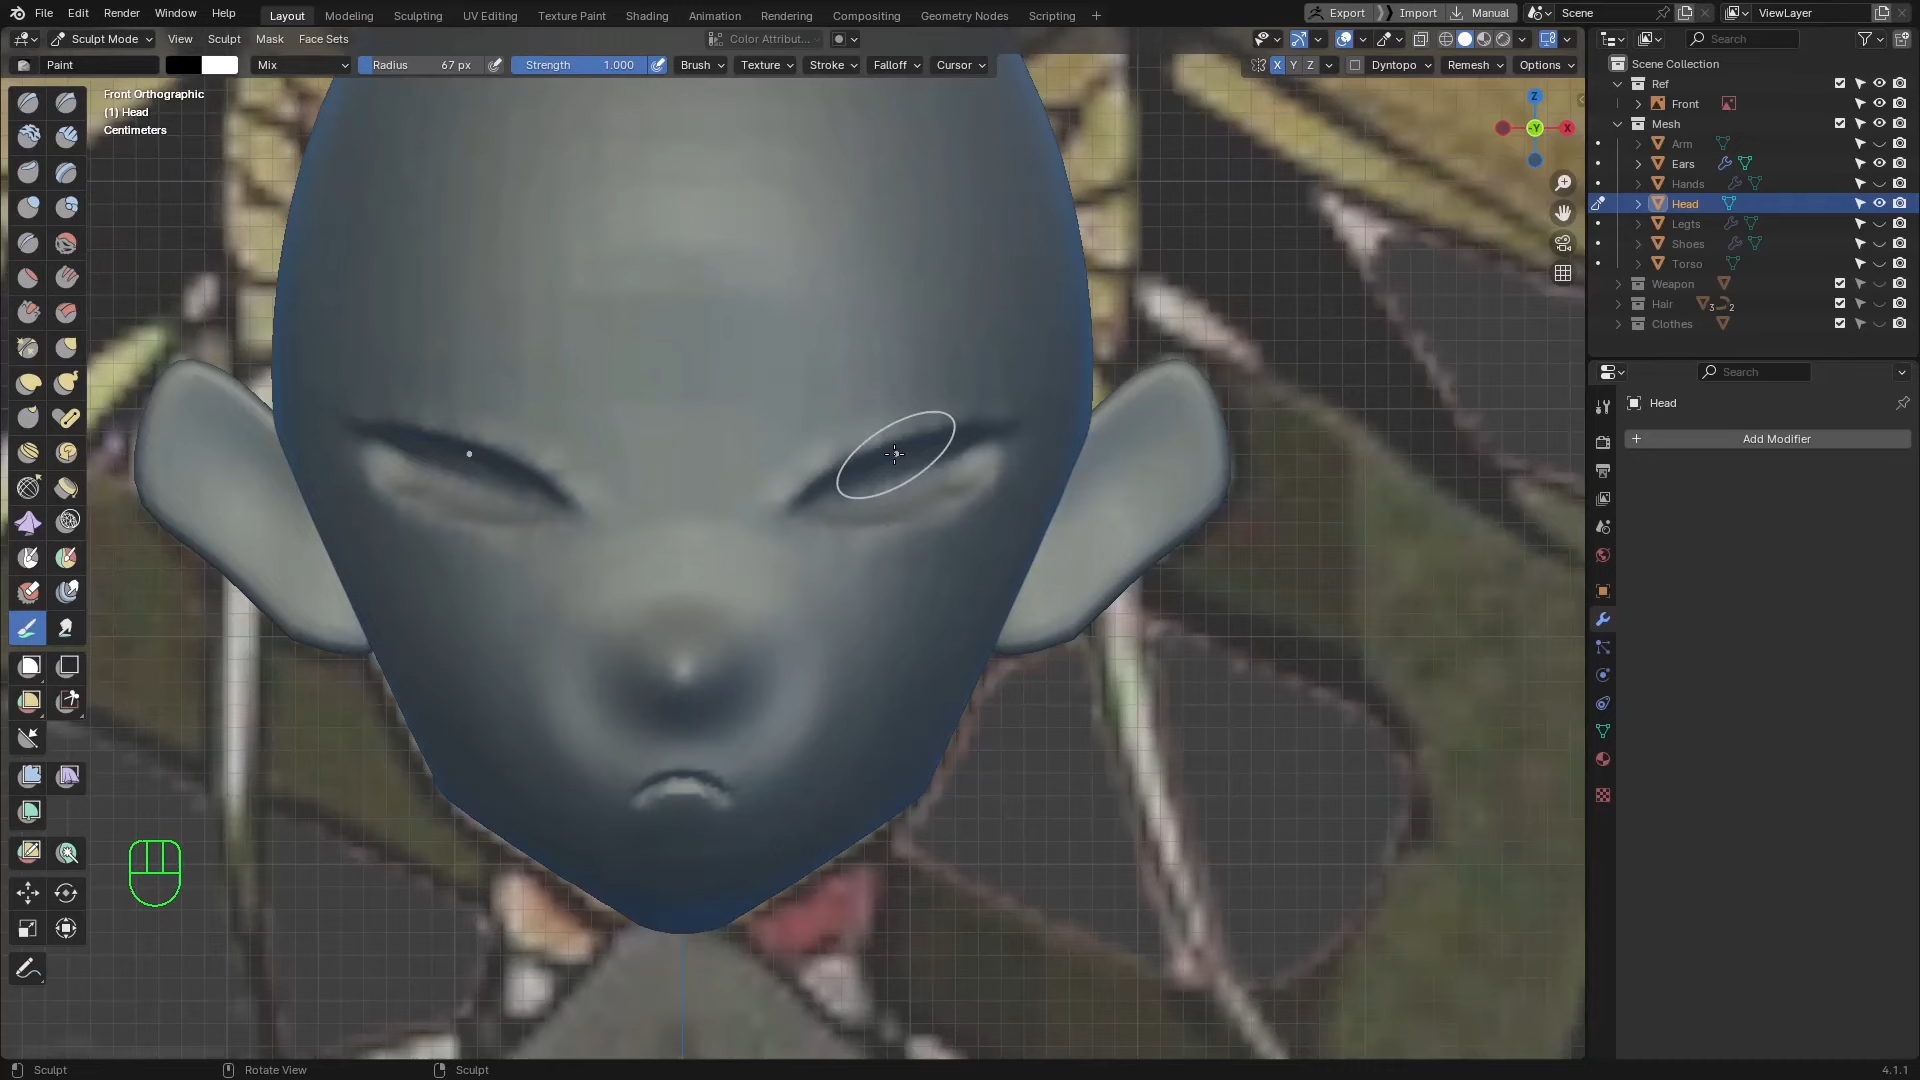 File Edit Render Window Help Layout Modeling Sculpting UV Editing Texture Paint Shading Animation Rendering Compositing Geometry Nodes Scripting + Export Import Manual Scene ViewLayer
Sculpt Mode View Sculpt Mask Face Sets Color Attribut... Search
Paint Mix Radius 67 px Strength 1.000 Brush Texture Stroke Falloff Cursor X Y Z Dyntopo Remesh Options
Scene Collection
Ref
Front
Mesh
Arm
Ears
Hands
Head
Legts
Shoes
Torso
Weapon
Hair 3 2
Clothes
Front Orthographic
(1) Head
Centimeters
Z
-Y X
Search
Head
+ Add Modifier
Sculpt Rotate View Sculpt 4.1.1